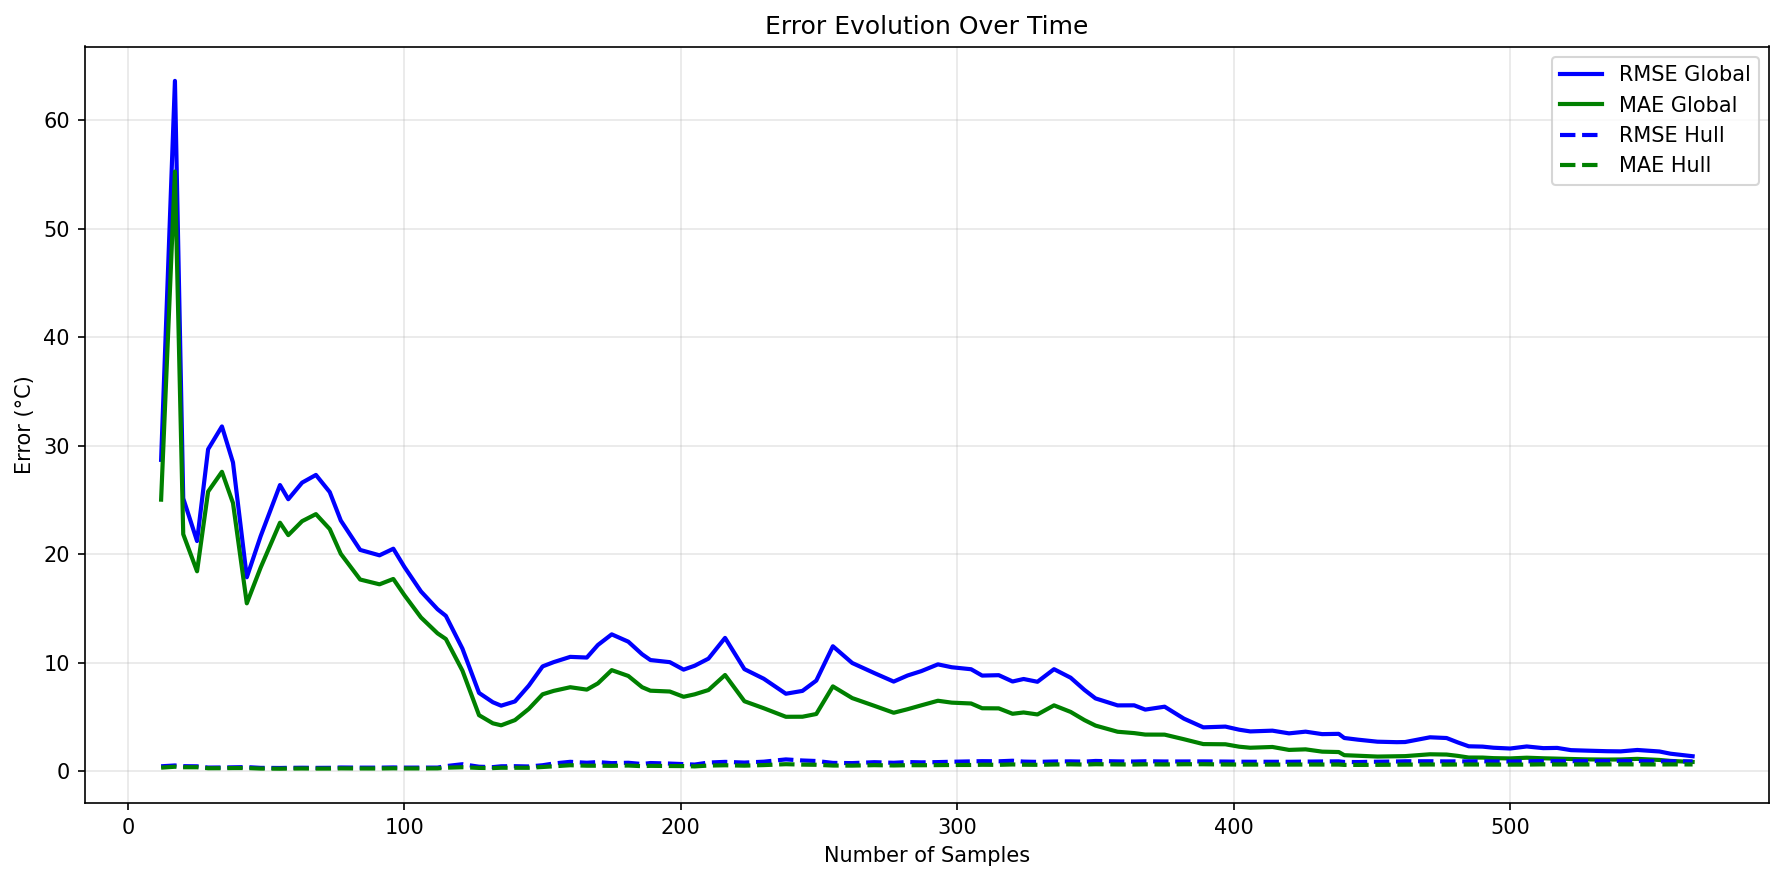 Error Evolution Over Time
RMSE Global
MAE Global
RMSE Hull
MAE Hull
Error (°C)
60
50
40
30
20
10
0
0 100 200 300 400 500
Number of Samples